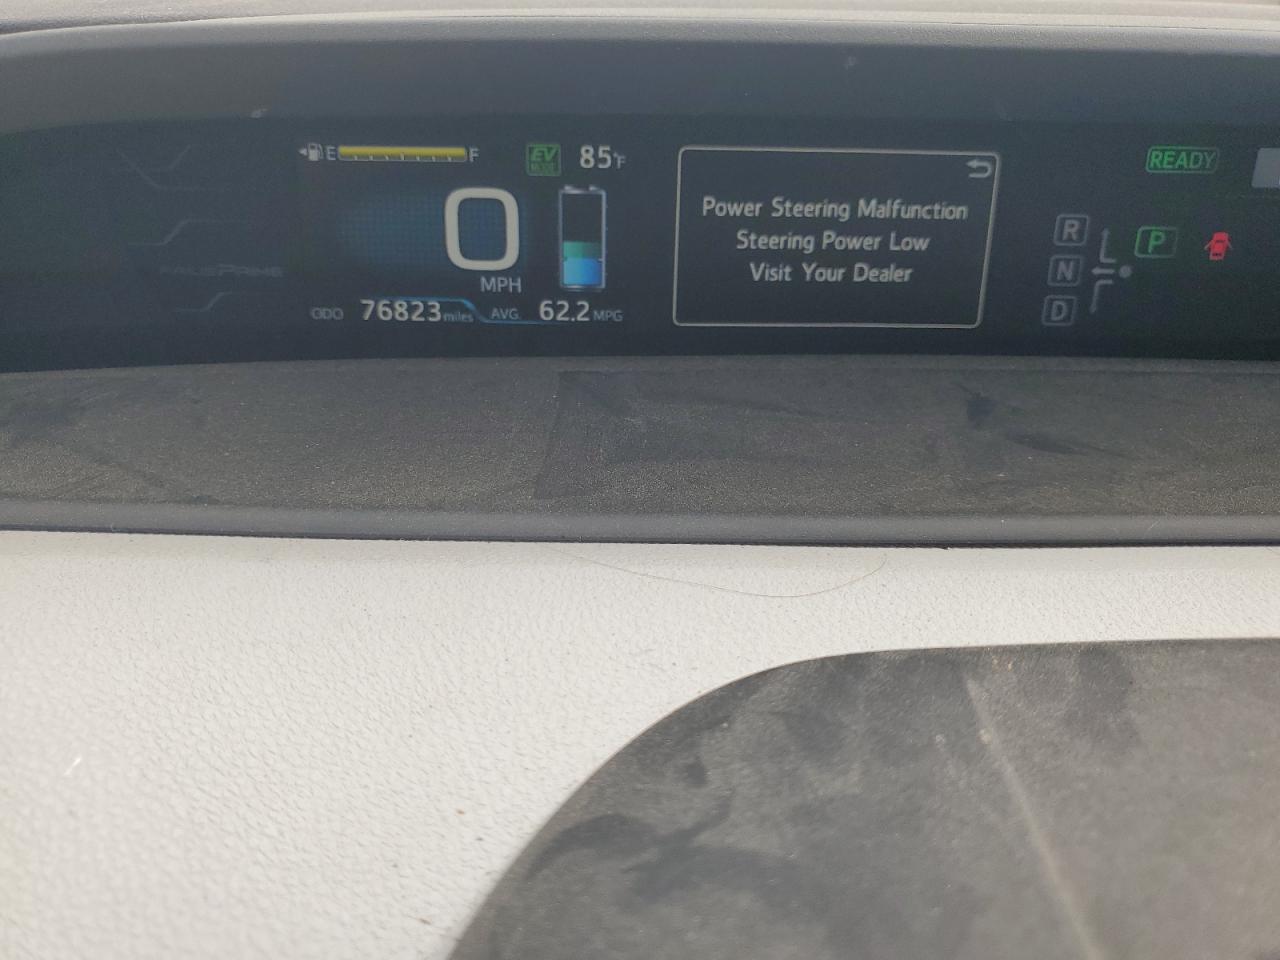 E F EV MODE 85°F
0
MPH
ODO 76823 miles AVG. 62.2 MPG
Power Steering Malfunction
Steering Power Low
Visit Your Dealer
READY
R
N
D
P